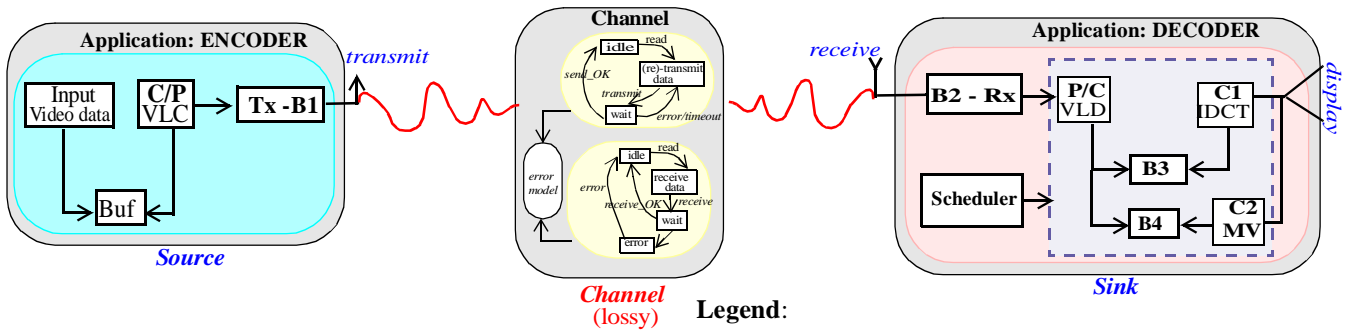 Application: ENCODER
transmit
Input
Video data
C/P
VLC
Tx -B1
Buf
Source
Channel
idle
read
send_OK
(re)-transmit
data
transmit
wait
error/timeout
error
model
idle
read
error
receive
data
receive_OK
receive
wait
error
Channel
(lossy)
Legend:
receive
Application: DECODER
B2 - Rx
P/C
VLD
C1
IDCT
display
B3
Scheduler
B4
C2
MV
Sink